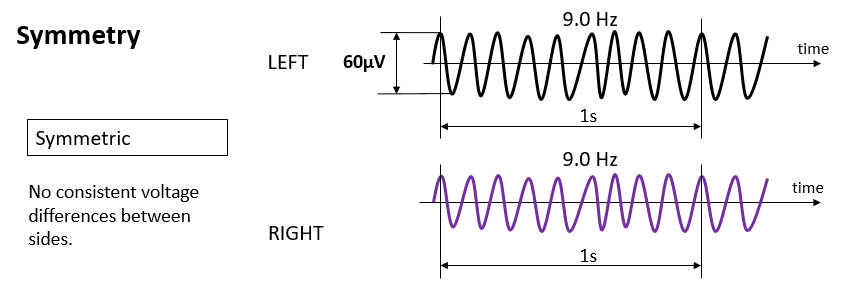 Symmetry
Symmetric
No consistent voltage
differences between
sides.
LEFT
60µV
9.0 Hz
time
1s
RIGHT
9.0 Hz
time
1s